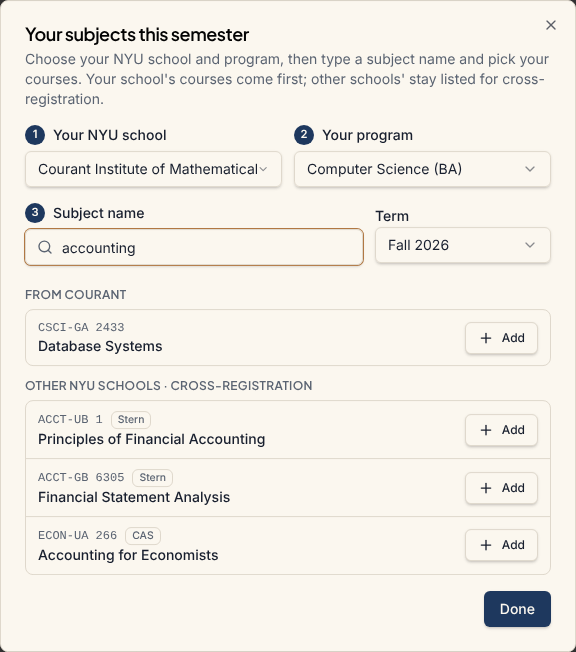 Your subjects this semester
Choose your NYU school and program, then type a subject name and pick your
courses. Your school's courses come first; other schools' stay listed for cross-
registration.
1 Your NYU school
2 Your program
Courant Institute of Mathematical
Computer Science (BA)
3 Subject name
Term
accounting
Fall 2026
FROM COURANT
CSCI-GA 2433
Database Systems
+ Add
OTHER NYU SCHOOLS · CROSS-REGISTRATION
ACCT-UB 1 Stern
Principles of Financial Accounting
+ Add
ACCT-GB 6305 Stern
Financial Statement Analysis
+ Add
ECON-UA 266 CAS
Accounting for Economists
+ Add
Done